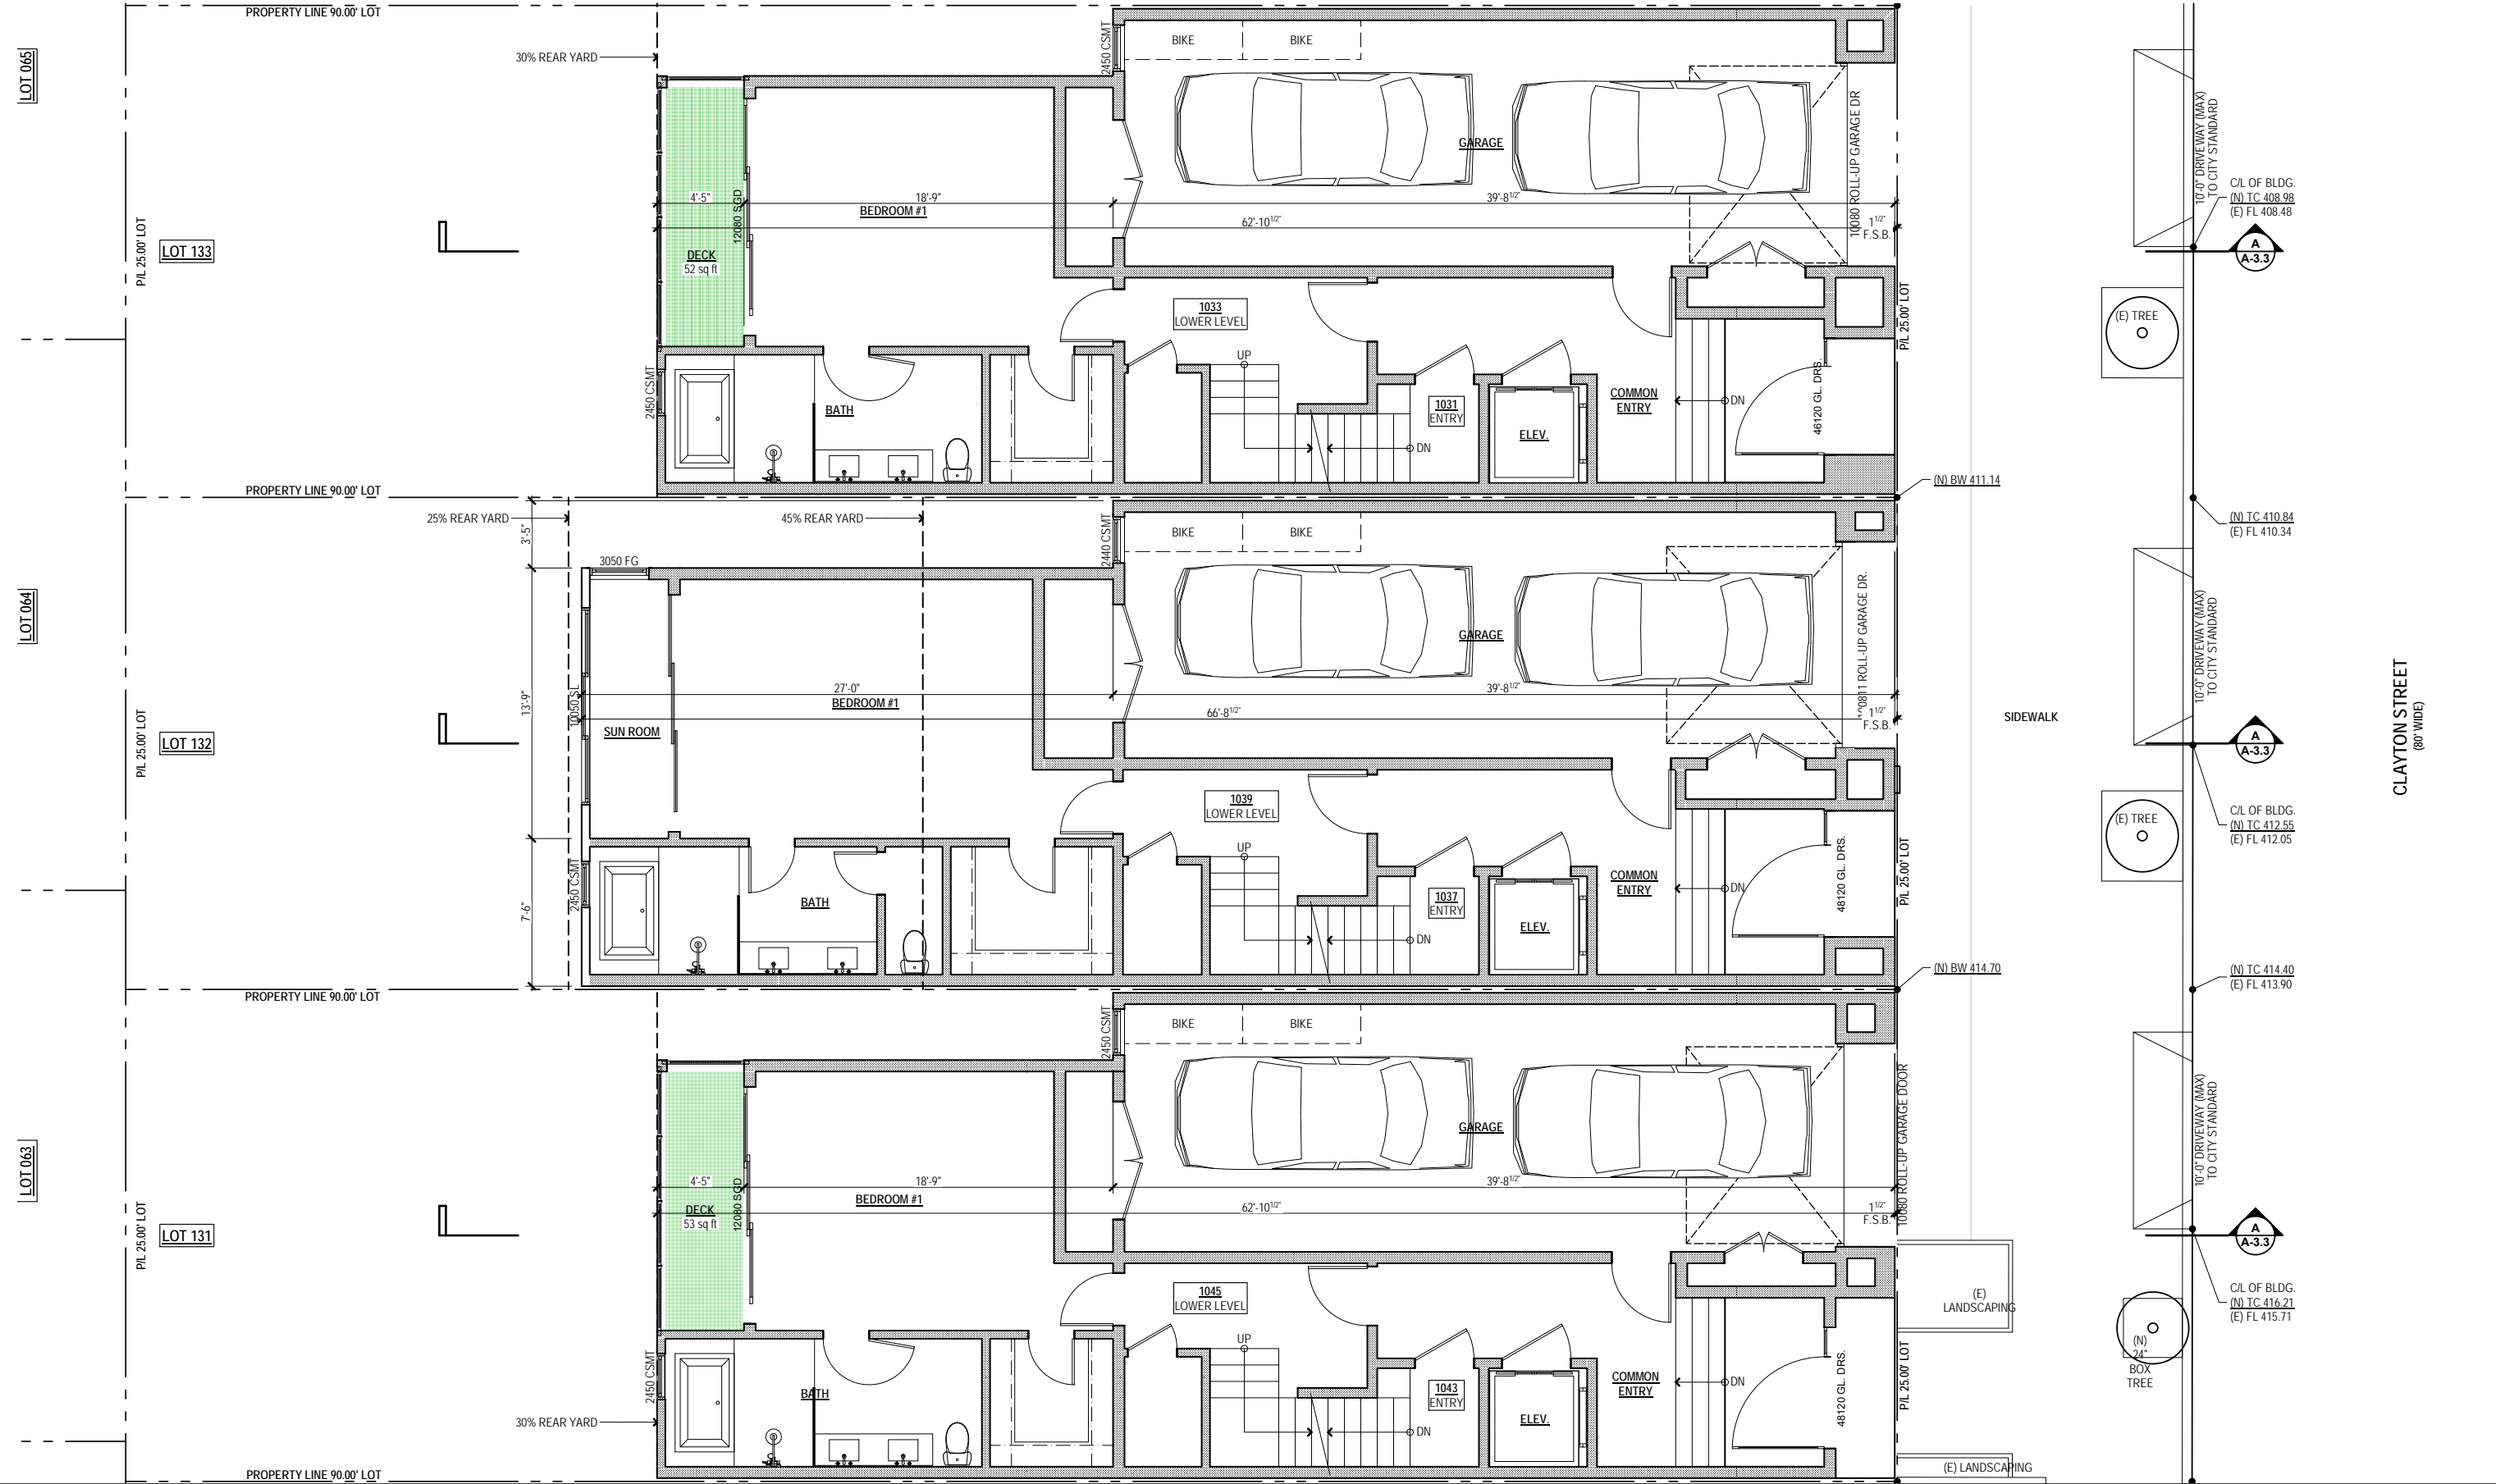 PROPERTY LINE 90.00' LOT
LOT 065
30% REAR YARD
2450 CSMT
BIKE
BIKE
GARAGE
10080 ROLL-UP GARAGE DR
10'-0" DRIVEWAY (MAX)
TO CITY STANDARD
C/L OF BLDG.
(N) TC 408.98
(E) FL 408.48
P/L 25.00' LOT
LOT 133
4'-5"
12080 SGD
18'-9"
BEDROOM #1
39'-8 1/2"
62'-10 1/2"
1 1/2"
F.S.B.
DECK
52 sq ft
A
A-3.3
1033
LOWER LEVEL
P/L 25.00' LOT
(E) TREE
UP
2450 CSMT
BATH
1031
ENTRY
DN
ELEV.
COMMON
ENTRY
DN
46120 GL. DRS.
(N) BW 411.14
PROPERTY LINE 90.00' LOT
25% REAR YARD
45% REAR YARD
3'-5"
2440 CSMT
BIKE
BIKE
(N) TC 410.84
(E) FL 410.34
3050 FG
LOT 064
GARAGE
100811 ROLL-UP GARAGE DR.
10'-0" DRIVEWAY (MAX)
TO CITY STANDARD
13'-9"
10050 SL
27'-0"
BEDROOM #1
39'-8 1/2"
66'-8 1/2"
1 1/2"
F.S.B.
SUN ROOM
P/L 25.00' LOT
LOT 132
SIDEWALK
A
A-3.3
CLAYTON STREET
(80' WIDE)
1039
LOWER LEVEL
C/L OF BLDG.
(N) TC 412.55
(E) FL 412.05
(E) TREE
UP
7'-6"
2450 CSMT
BATH
1037
ENTRY
DN
ELEV.
COMMON
ENTRY
DN
48120 GL. DRS.
P/L 25.00' LOT
(N) BW 414.70
(N) TC 414.40
(E) FL 413.90
PROPERTY LINE 90.00' LOT
2450 CSMT
BIKE
BIKE
LOT 063
GARAGE
10080 ROLL-UP GARAGE DOOR
10'-0" DRIVEWAY (MAX)
TO CITY STANDARD
4'-5"
12080 SGD
18'-9"
BEDROOM #1
39'-8 1/2"
62'-10 1/2"
1 1/2"
F.S.B.
DECK
53 sq ft
P/L 25.00' LOT
LOT 131
A
A-3.3
1045
LOWER LEVEL
(E)
LANDSCAPING
C/L OF BLDG.
(N) TC 416.21
(E) FL 415.71
UP
(N)
24"
BOX
TREE
2450 CSMT
BATH
1043
ENTRY
DN
ELEV.
COMMON
ENTRY
DN
48120 GL. DRS.
P/L 25.00' LOT
30% REAR YARD
PROPERTY LINE 90.00' LOT
(E) LANDSCAPING